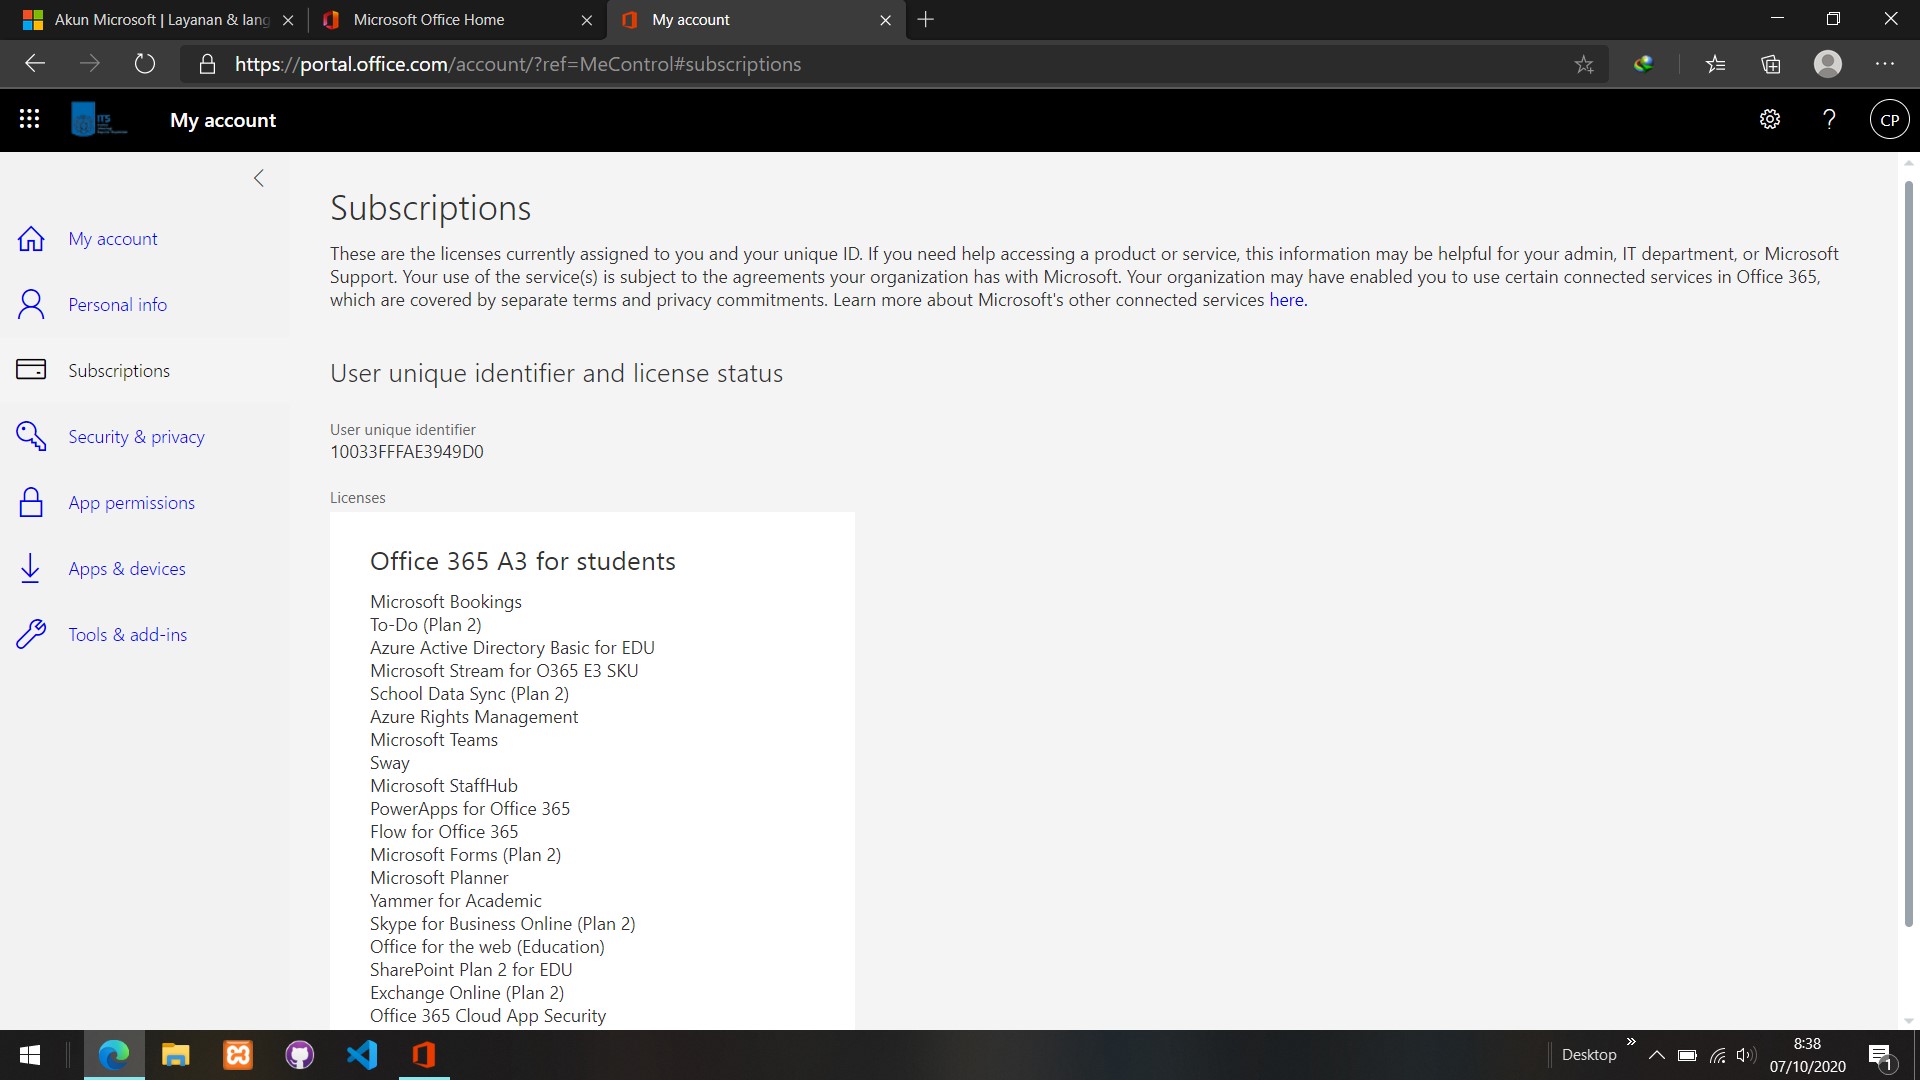 Akun Microsoft | Layanan & lang
Microsoft Office Home
My account
https://portal.office.com/account/?ref=MeControl#subscriptions
ITS
My account
?
CP
My account
Personal info
Subscriptions
Security & privacy
App permissions
Apps & devices
Tools & add-ins
Subscriptions
These are the licenses currently assigned to you and your unique ID. If you need help accessing a product or service, this information may be helpful for your admin, IT department, or Microsoft
Support. Your use of the service(s) is subject to the agreements your organization has with Microsoft. Your organization may have enabled you to use certain connected services in Office 365,
which are covered by separate terms and privacy commitments. Learn more about Microsoft's other connected services here.
User unique identifier and license status
User unique identifier
10033FFFAE3949D0
Licenses
Office 365 A3 for students
Microsoft Bookings
To-Do (Plan 2)
Azure Active Directory Basic for EDU
Microsoft Stream for O365 E3 SKU
School Data Sync (Plan 2)
Azure Rights Management
Microsoft Teams
Sway
Microsoft StaffHub
PowerApps for Office 365
Flow for Office 365
Microsoft Forms (Plan 2)
Microsoft Planner
Yammer for Academic
Skype for Business Online (Plan 2)
Office for the web (Education)
SharePoint Plan 2 for EDU
Exchange Online (Plan 2)
Office 365 Cloud App Security
Desktop
8:38
07/10/2020
1